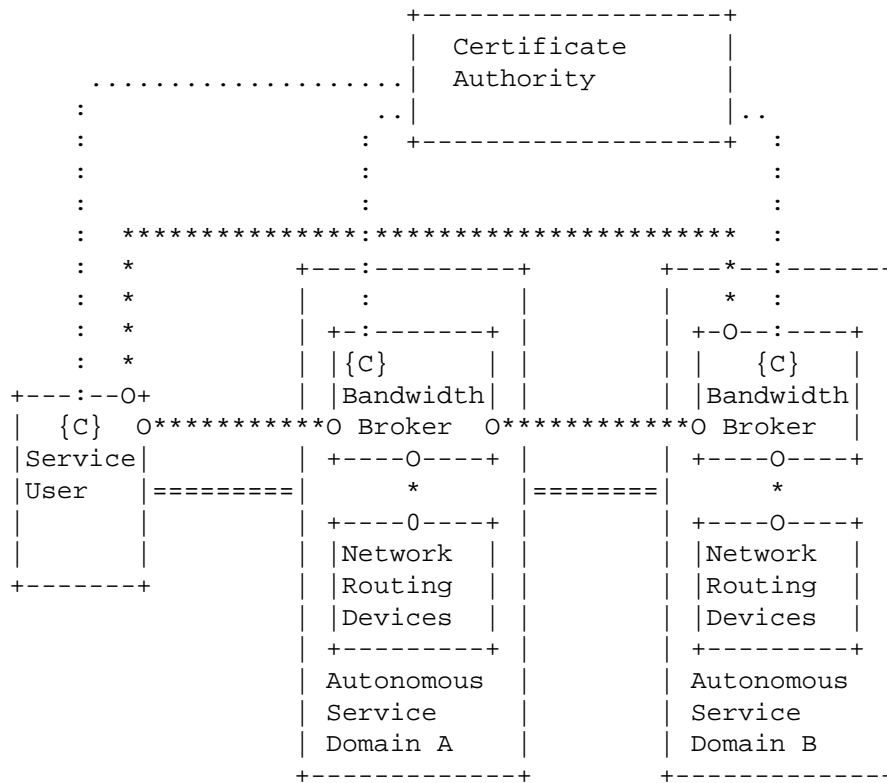 Certificate
Authority
{C}
Bandwidth
Broker
{C}
Bandwidth
Broker
{C}
Service
User
Network
Routing
Devices
Network
Routing
Devices
Autonomous
Service
Domain A
Autonomous
Service
Domain B